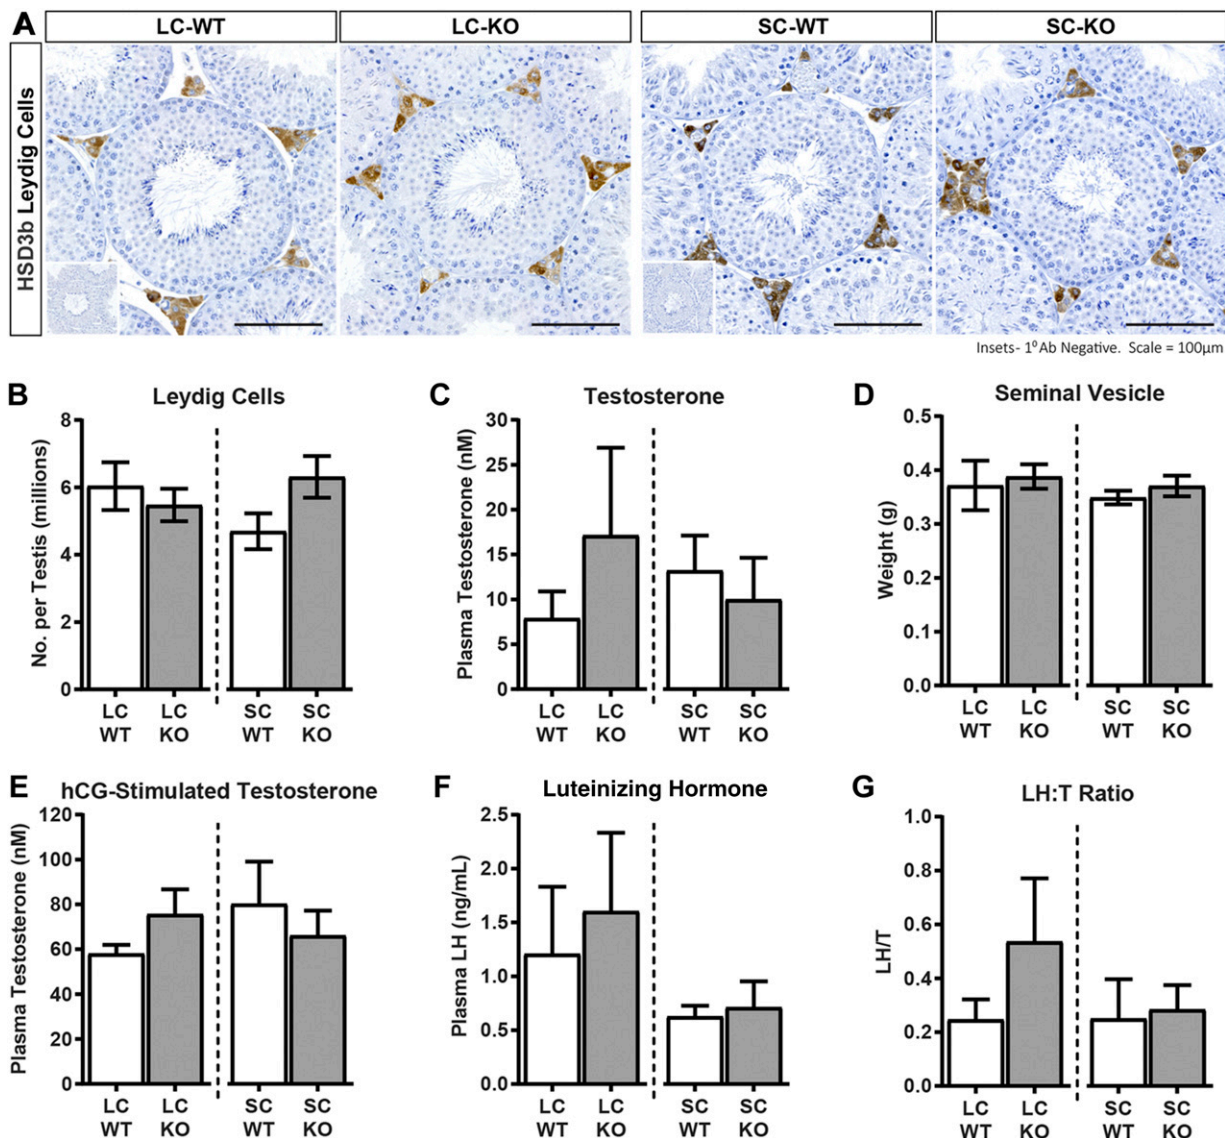 A
LC-WT
LC-KO
SC-WT
SC-KO
HSD3b Leydig Cells
Insets- 1⁰Ab Negative. Scale = 100µm
B
Leydig Cells
No. per Testis (millions)
8
6
4
2
0
LC
WT
LC
KO
SC
WT
SC
KO
C
Testosterone
Plasma Testosterone (nM)
30
25
20
15
10
5
0
LC
WT
LC
KO
SC
WT
SC
KO
D
Seminal Vesicle
Weight (g)
0.5
0.4
0.3
0.2
0.1
0.0
LC
WT
LC
KO
SC
WT
SC
KO
E
hCG-Stimulated Testosterone
Plasma Testosterone (nM)
120
100
80
60
40
20
0
LC
WT
LC
KO
SC
WT
SC
KO
F
Luteinizing Hormone
Plasma LH (ng/mL)
2.5
2.0
1.5
1.0
0.5
0.0
LC
WT
LC
KO
SC
WT
SC
KO
G
LH:T Ratio
LH/T
1.0
0.8
0.6
0.4
0.2
0.0
LC
WT
LC
KO
SC
WT
SC
KO